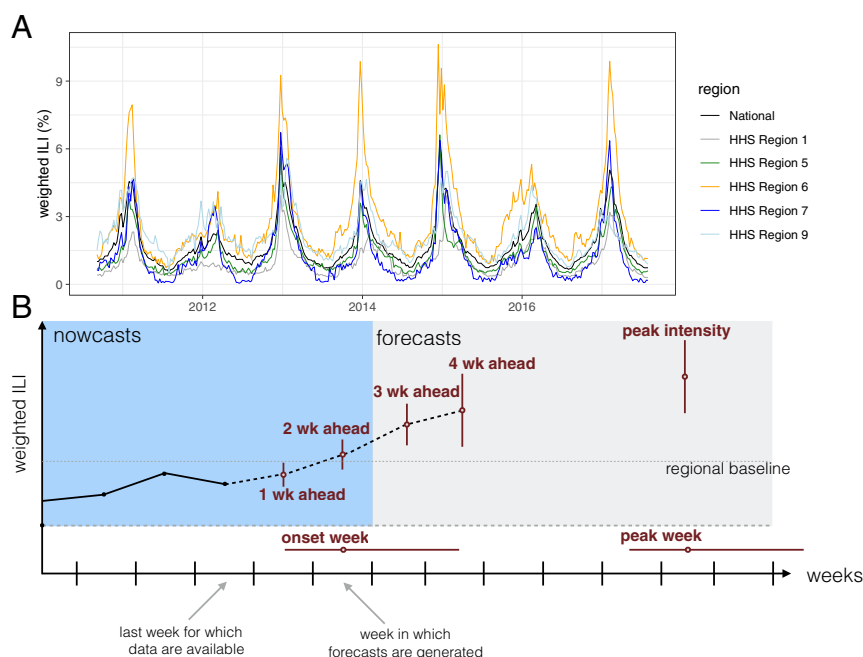 A
weighted ILI (%)
9
6
3
0
2012
2014
2016
region
National
HHS Region 1
HHS Region 5
HHS Region 6
HHS Region 7
HHS Region 9
B
weighted ILI
nowcasts
forecasts
peak intensity
4 wk ahead
3 wk ahead
2 wk ahead
1 wk ahead
regional baseline
onset week
peak week
weeks
last week for which
data are available
week in which
forecasts are generated